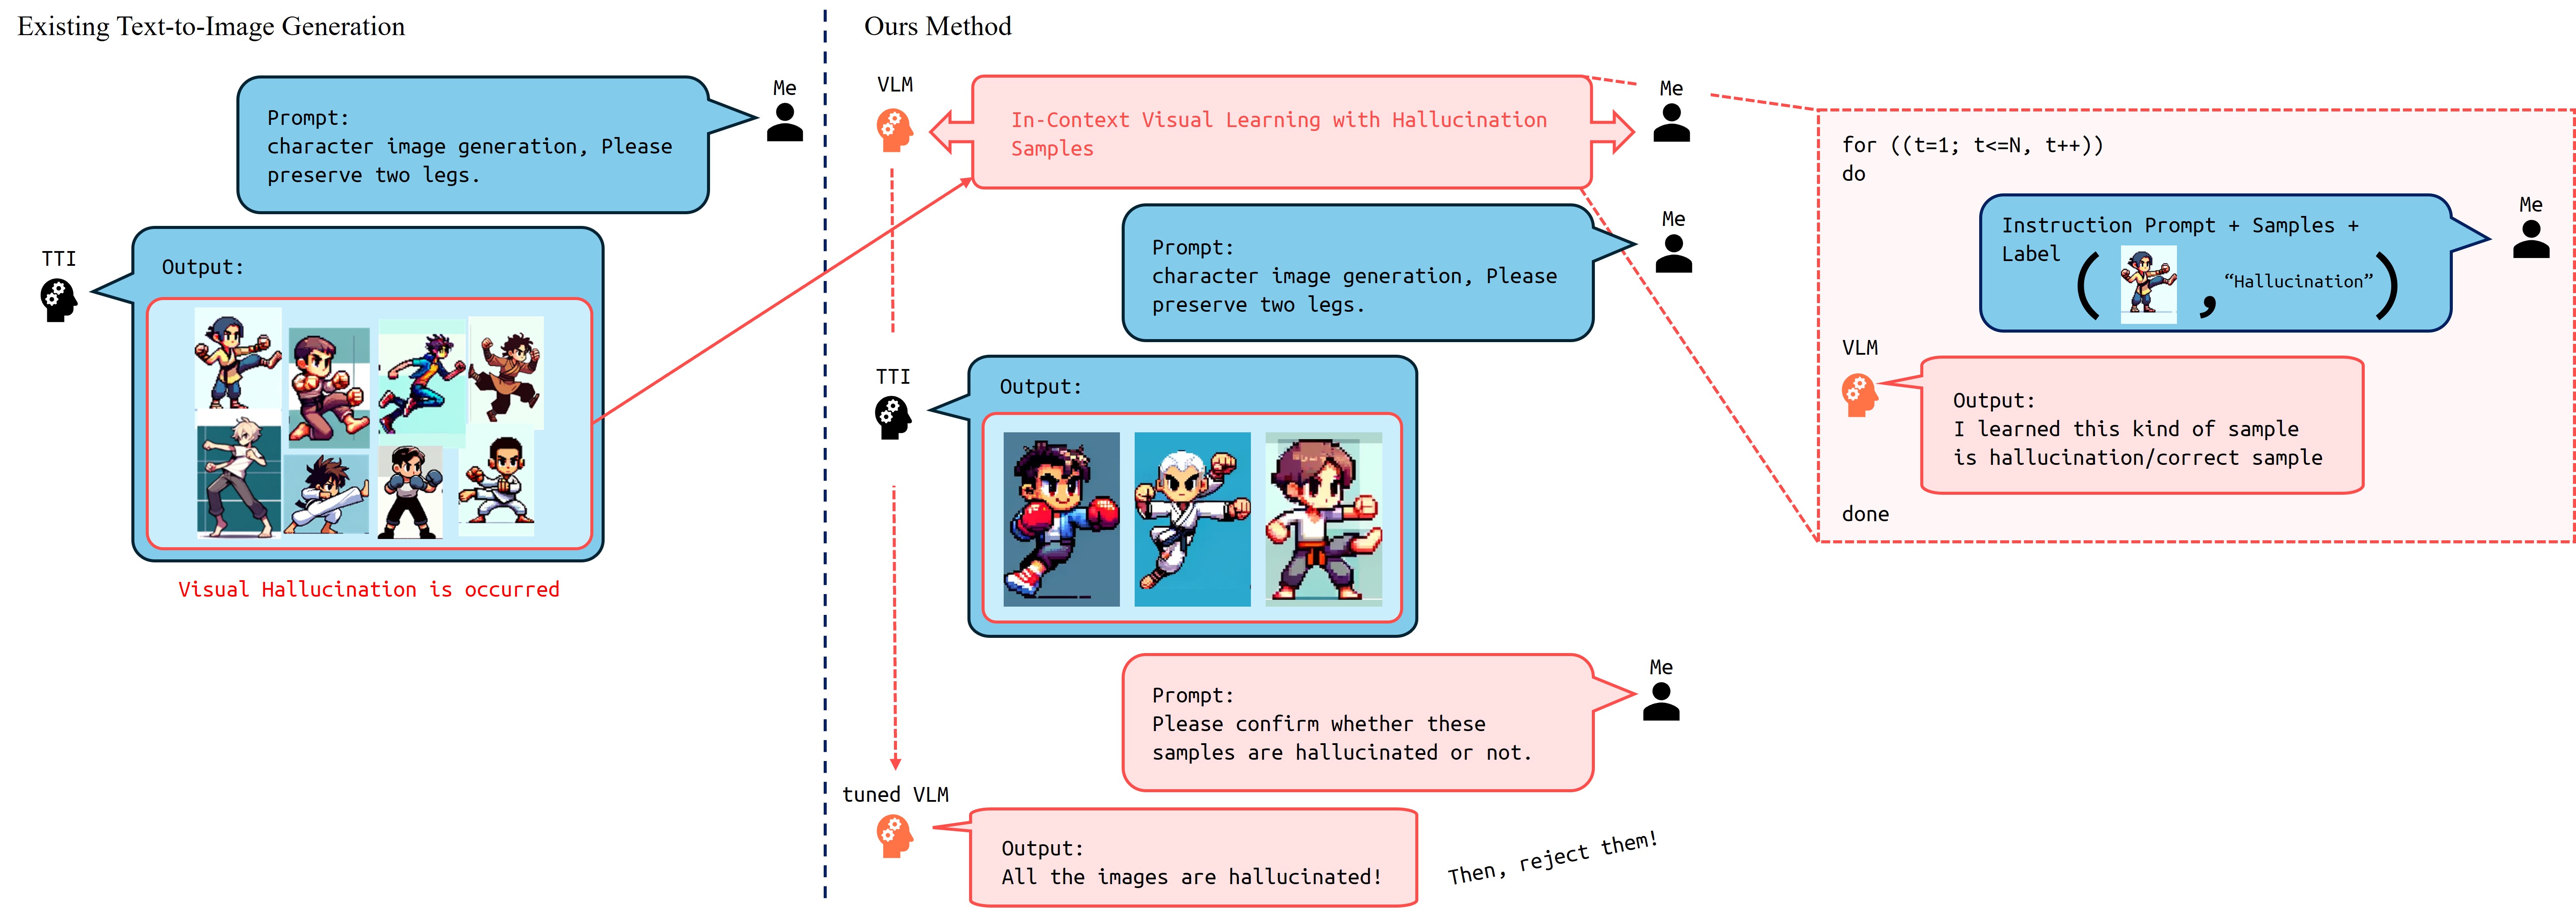 Existing Text-to-Image Generation
Me
Prompt:
character image generation, Please
preserve two legs.
TTI
Output:
Visual Hallucination is occurred
Ours Method
VLM
In-Context Visual Learning with Hallucination
Samples
Me
Prompt:
character image generation, Please
preserve two legs.
Me
TTI
Output:
Prompt:
Please confirm whether these
samples are hallucinated or not.
Me
tuned VLM
Output:
All the images are hallucinated!
Then, reject them!
for ((t=1; t<=N, t++))
do
Instruction Prompt + Samples +
Label
( , “Hallucination” )
Me
VLM
Output:
I learned this kind of sample
is hallucination/correct sample
done